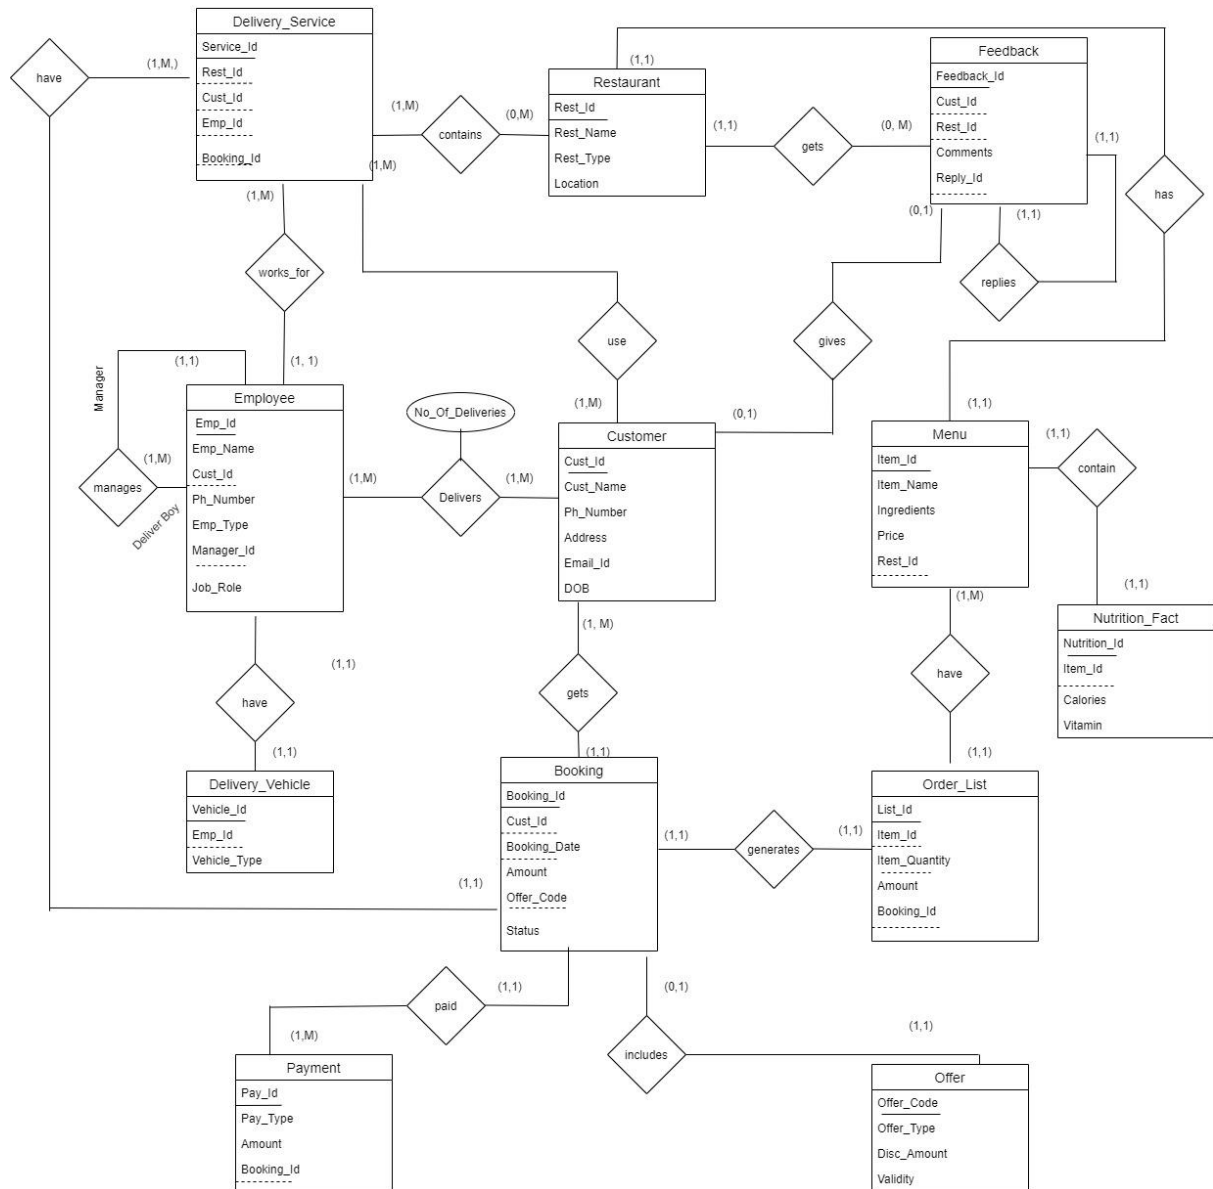 Delivery_Service
Service_Id
Rest_Id
Cust_Id
Emp_Id
Booking_Id
have
(1,M,)
(1,M)
contains
(0,M)
(1,M)
(1,M)
Restaurant
Rest_Id
Rest_Name
Rest_Type
Location
(1,1)
(1,1)
gets
(0, M)
Feedback
Feedback_Id
Cust_Id
Rest_Id
Comments
Reply_Id
(1,1)
(0,1)
(1,1)
replies
has
works_for
use
gives
(1, 1)
(1,M)
(0,1)
(1,1)
Manager
(1,1)
manages
(1,M)
Deliver Boy
Employee
Emp_Id
Emp_Name
Cust_Id
Ph_Number
Emp_Type
Manager_Id
Job_Role
No_Of_Deliveries
(1,M)
Delivers
(1,M)
Customer
Cust_Id
Cust_Name
Ph_Number
Address
Email_Id
DOB
Menu
Item_Id
Item_Name
Ingredients
Price
Rest_Id
(1,1)
contain
(1,1)
Nutrition_Fact
Nutrition_Id
Item_Id
Calories
Vitamin
(1,1)
have
(1,1)
(1, M)
gets
(1,1)
(1,M)
have
(1,1)
Delivery_Vehicle
Vehicle_Id
Emp_Id
Vehicle_Type
(1,1)
Booking
Booking_Id
Cust_Id
Booking_Date
Amount
Offer_Code
Status
(1,1)
generates
(1,1)
Order_List
List_Id
Item_Id
Item_Quantity
Amount
Booking_Id
paid
(1,1)
(1,M)
(0,1)
includes
(1,1)
Payment
Pay_Id
Pay_Type
Amount
Booking_Id
Offer
Offer_Code
Offer_Type
Disc_Amount
Validity